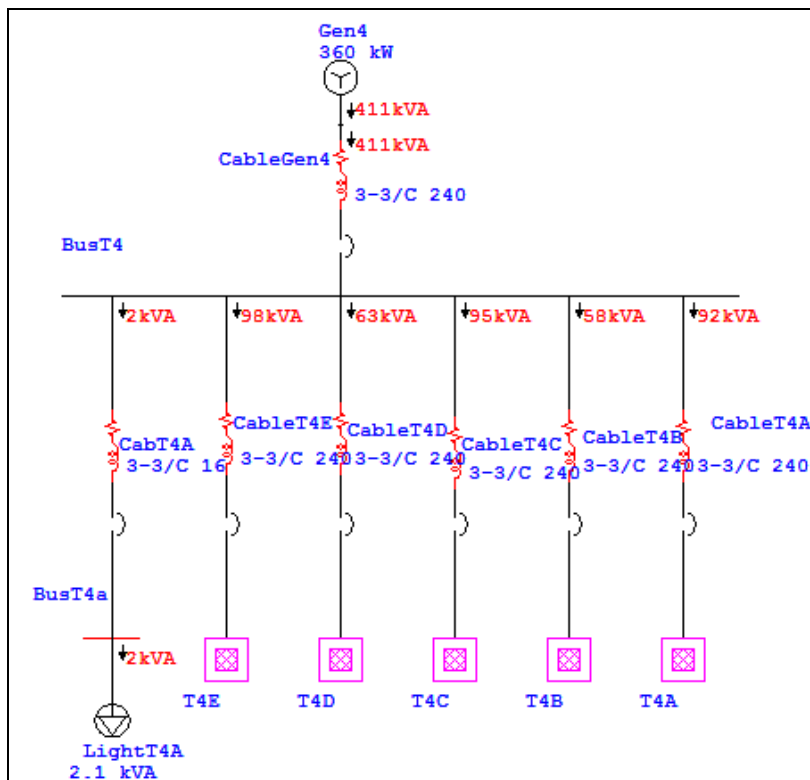 Gen4
360 kW
411kVA
411kVA
CableGen4
3-3/C 240
BusT4
2kVA
98kVA
63kVA
95kVA
58kVA
92kVA
CabT4A
3-3/C 16
CableT4E
3-3/C 240
CableT4D
3-3/C 240
CableT4C
3-3/C 240
CableT4B
3-3/C 240
CableT4A
3-3/C 240
BusT4a
2kVA
T4E
T4D
T4C
T4B
T4A
LightT4A
2.1 kVA